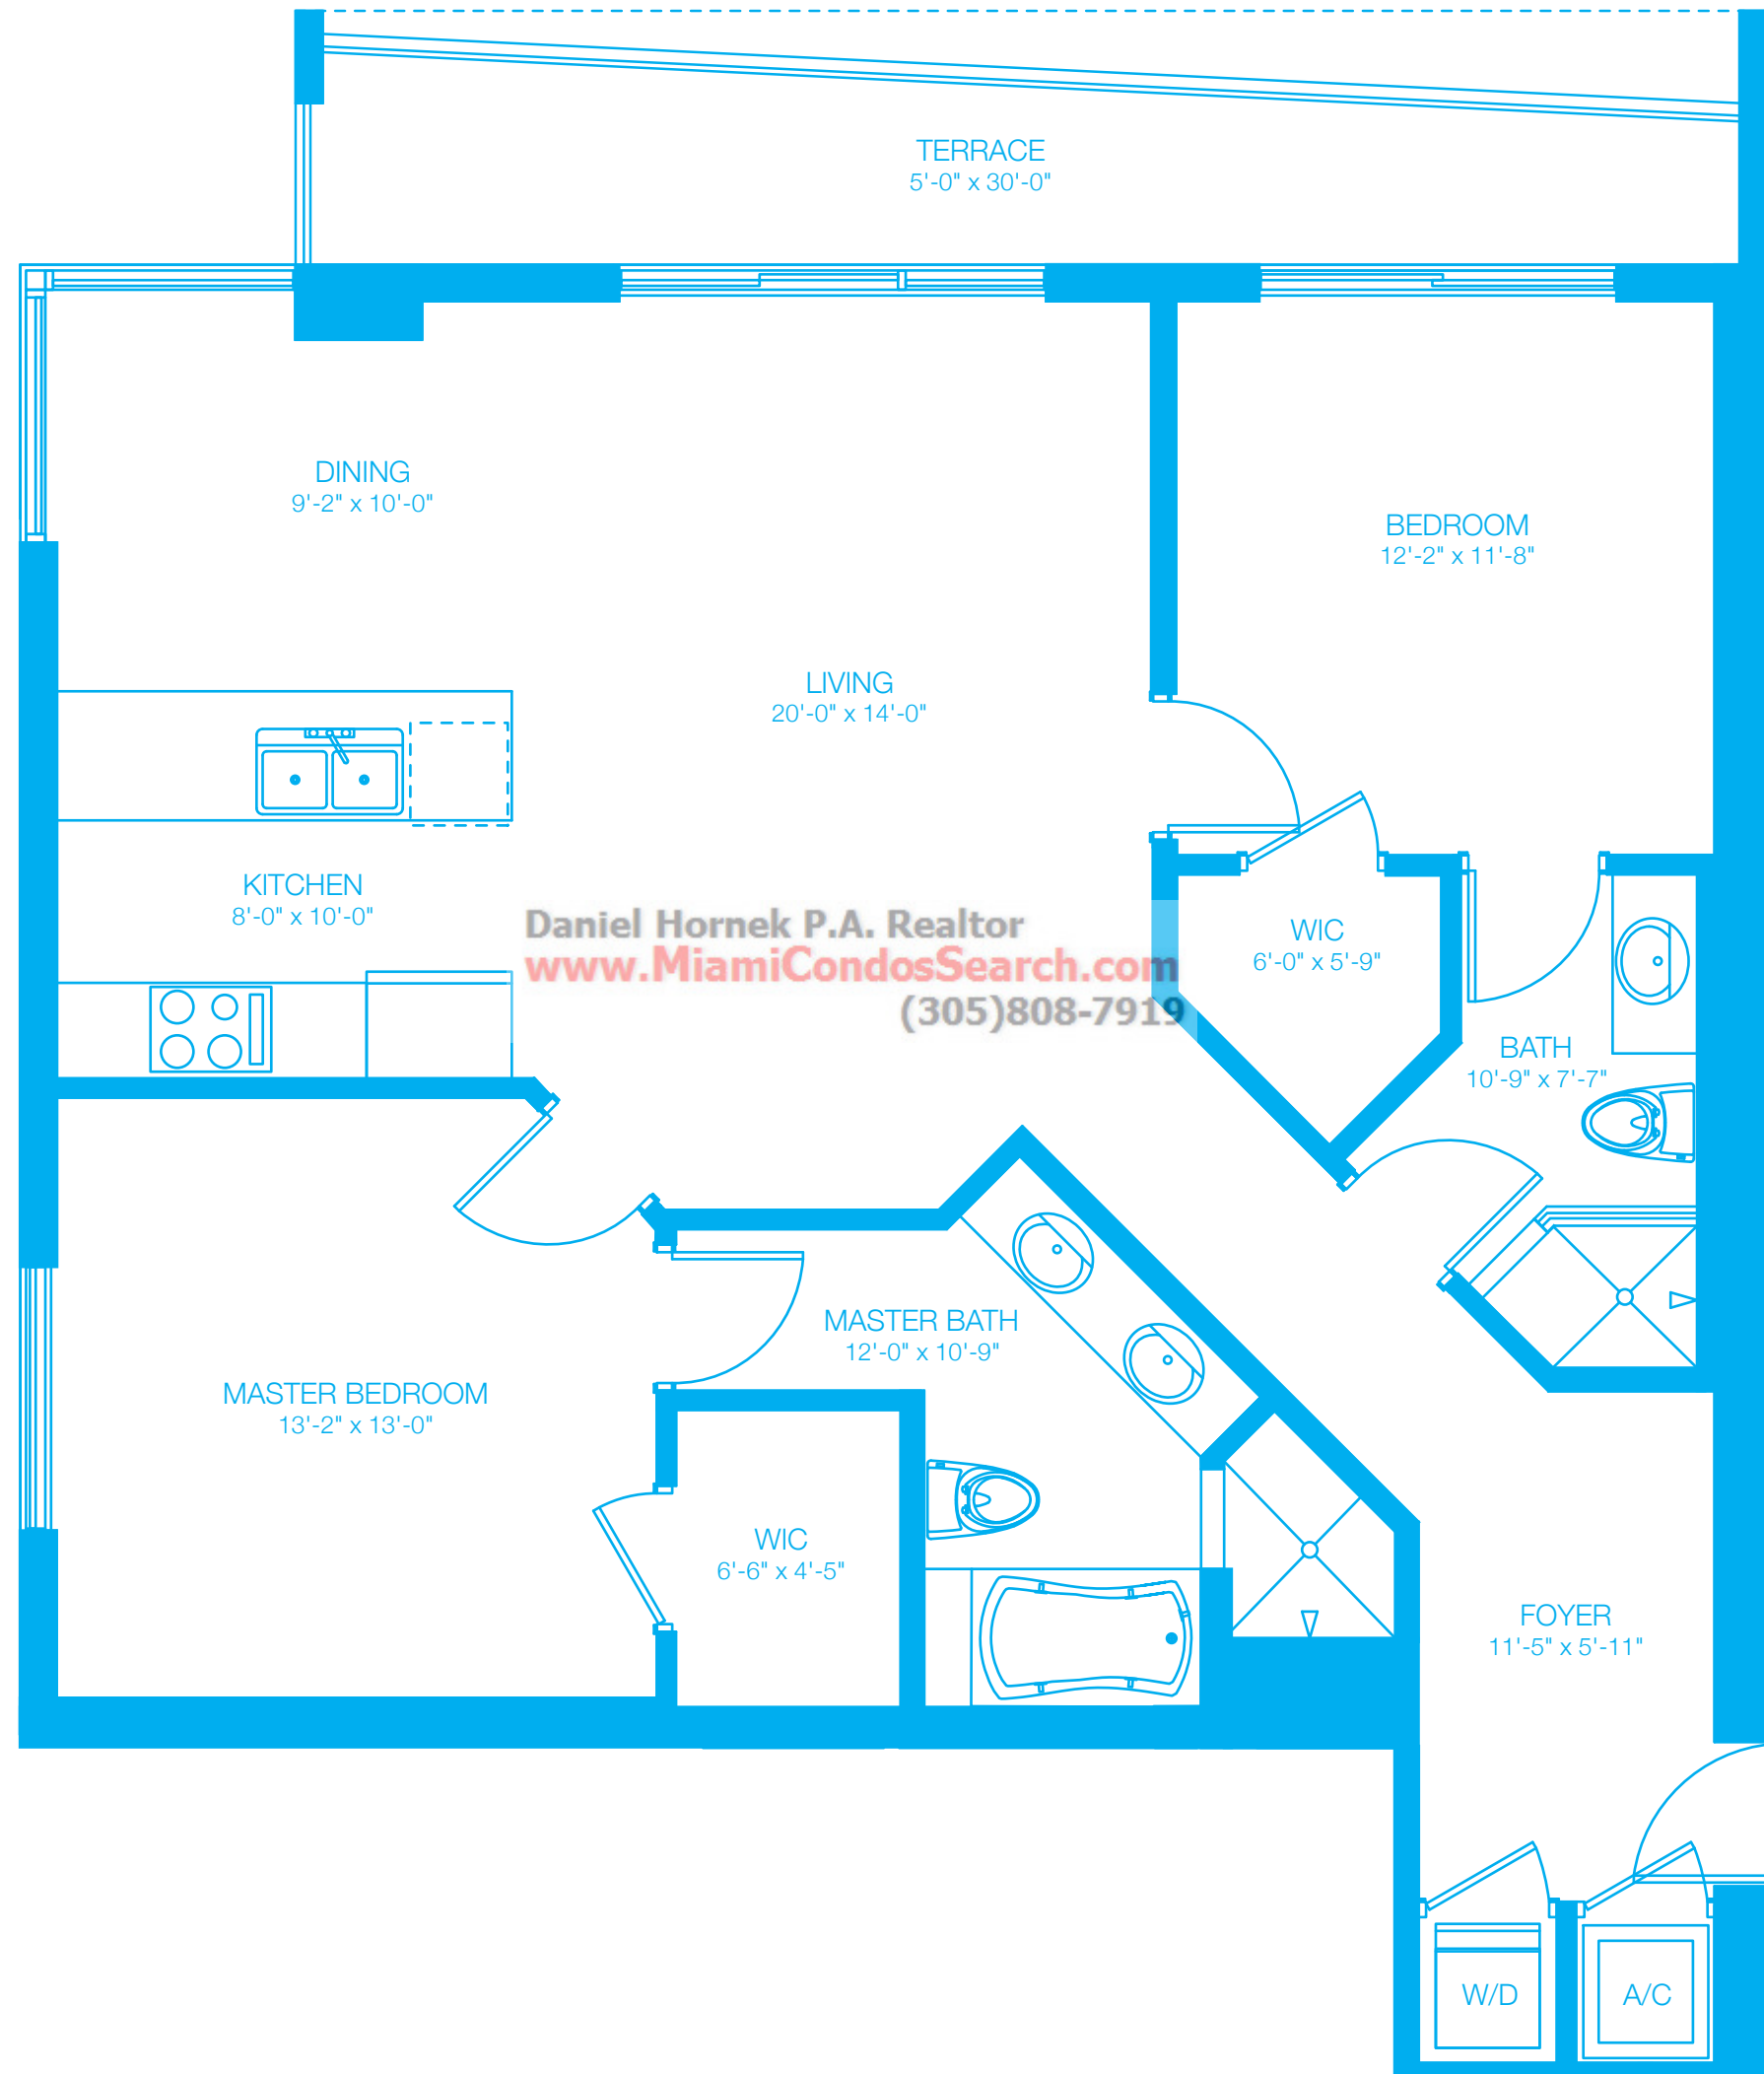 TERRACE
5'-0" x 30'-0"
DINING
9'-2" x 10'-0"
BEDROOM
12'-2" x 11'-8"
LIVING
20'-0" x 14'-0"
KITCHEN
8'-0" x 10'-0"
Daniel Hornek P.A. Realtor
www.MiamiCondosSearch.com
(305)808-7919
WIC
6'-0" x 5'-9"
BATH
10'-9" x 7'-7"
MASTER BATH
12'-0" x 10'-9"
MASTER BEDROOM
13'-2" x 13'-0"
WIC
6'-6" x 4'-5"
FOYER
11'-5" x 5'-11"
W/D
A/C